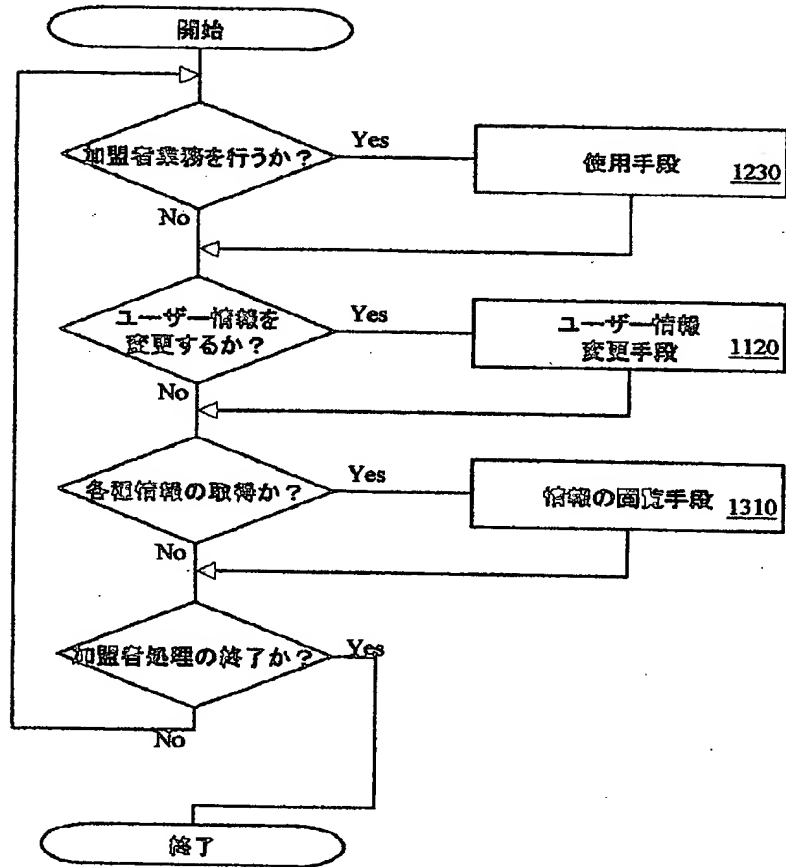 開始
加盟者業務を行うか？
Yes
使用手段
1230
No
ユーザー情報を
変更するか？
Yes
ユーザー情報
変更手段
1120
No
各種情報の取得か？
Yes
情報の閲覧手段
1310
No
加盟者処理の終了か？
Yes
No
終了